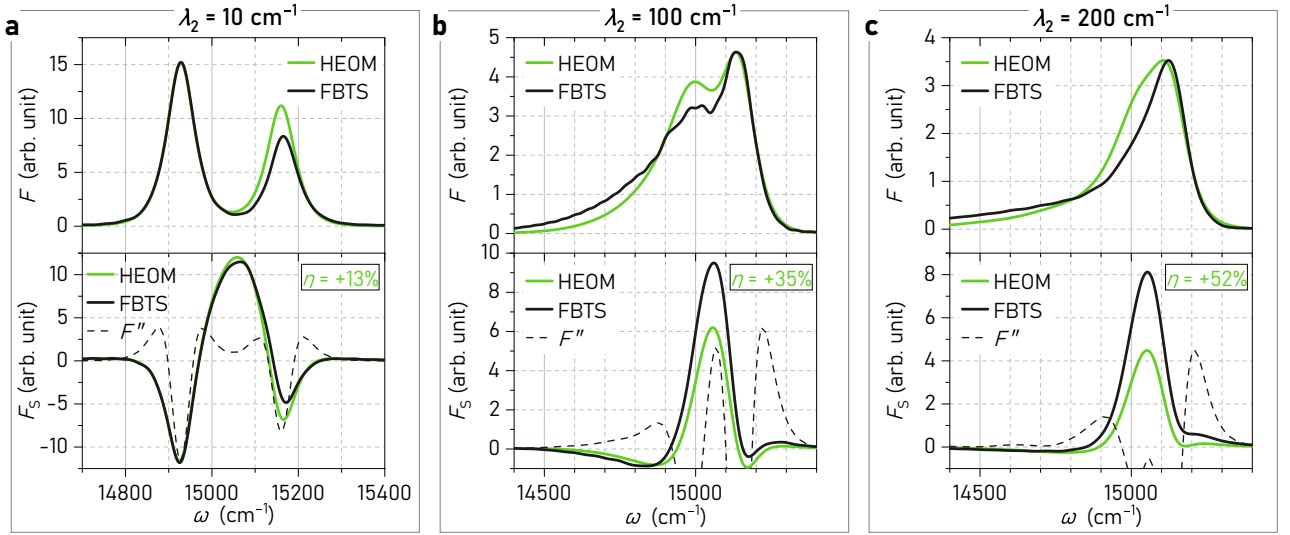 a
λ₂ = 10 cm⁻¹
15
10
5
0
F (arb. unit)
HEOM
FBTS
10
5
0
−5
−10
F_S (arb. unit)
HEOM
FBTS
F″
η = +13%
14800
15000
15200
15400
ω (cm⁻¹)
b
λ₂ = 100 cm⁻¹
5
4
3
2
1
0
F (arb. unit)
HEOM
FBTS
10
8
6
4
2
0
F_S (arb. unit)
HEOM
FBTS
F″
η = +35%
14500
15000
ω (cm⁻¹)
c
λ₂ = 200 cm⁻¹
4
3
2
1
0
F (arb. unit)
HEOM
FBTS
8
6
4
2
0
F_S (arb. unit)
HEOM
FBTS
F″
η = +52%
14500
15000
ω (cm⁻¹)